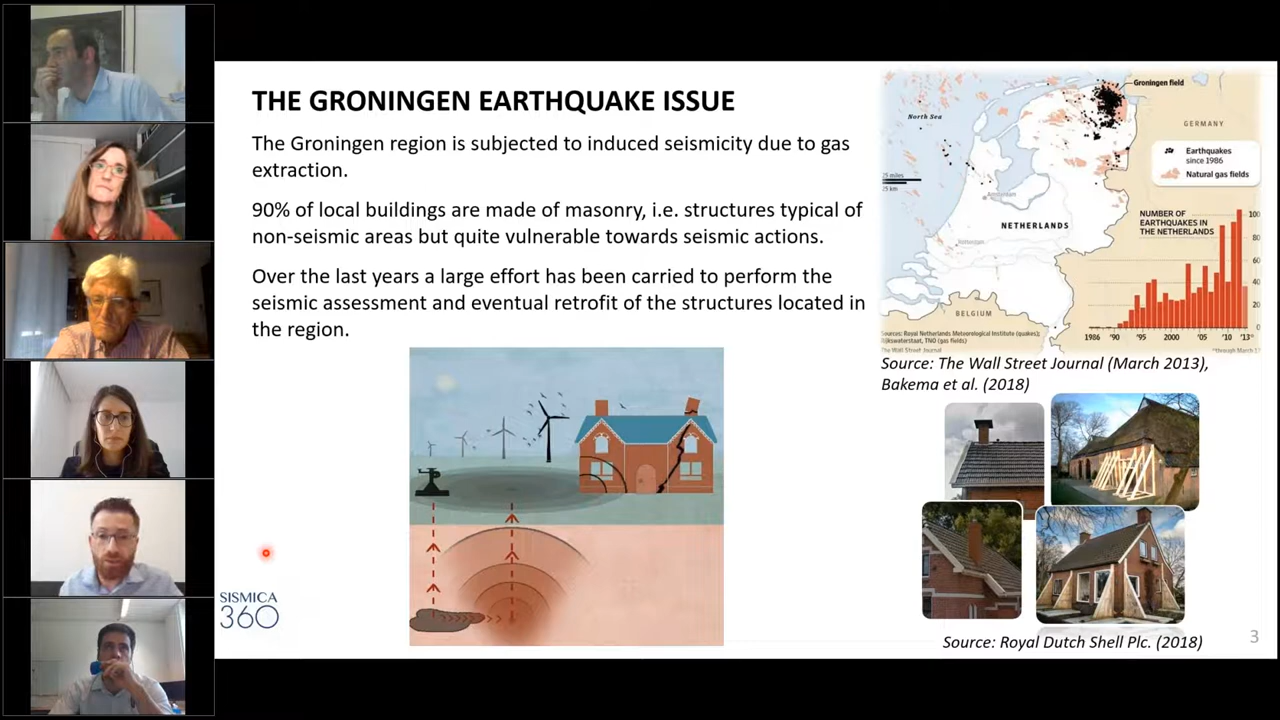 THE GRONINGEN EARTHQUAKE ISSUE
The Groningen region is subjected to induced seismicity due to gas
extraction.
90% of local buildings are made of masonry, i.e. structures typical of
non-seismic areas but quite vulnerable towards seismic actions.
Over the last years a large effort has been carried to perform the
seismic assessment and eventual retrofit of the structures located in
the region.
Groningen field
North Sea
GERMANY
Earthquakes
since 1986
Natural gas fields
25 miles
25 km
Amsterdam
NETHERLANDS
Rotterdam
BELGIUM
NUMBER OF
EARTHQUAKES IN
THE NETHERLANDS
100
80
60
40
20
0
1986 '90 '95 2000 '05 '10 '13*
Sources: Royal Netherlands Meteorological Institute (quakes);
Rijkswaterstaat, TNO (gas fields)
The Wall Street Journal
*through March
Source: The Wall Street Journal (March 2013),
Bakema et al. (2018)
SISMICA
360
Source: Royal Dutch Shell Plc. (2018)
3